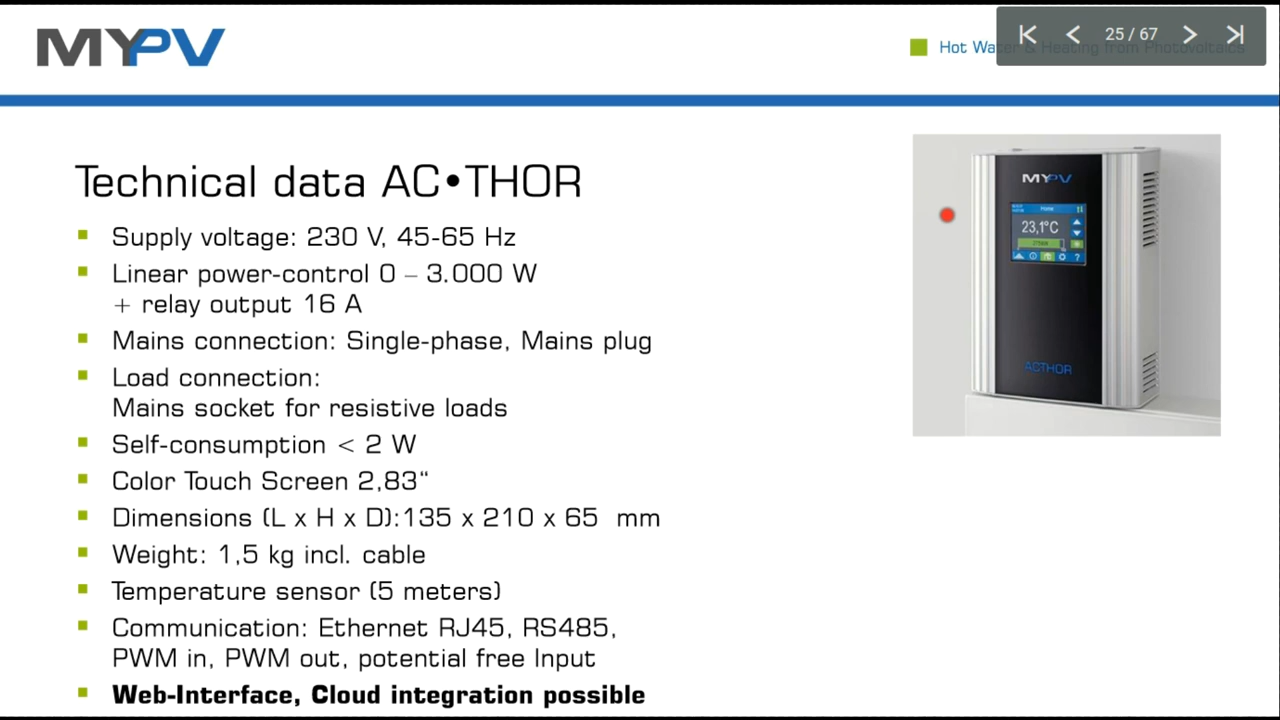 MYPV
25 / 67
Hot Water & Heating from Photovoltaics
Technical data AC•THOR
Supply voltage: 230 V, 45-65 Hz
Linear power-control 0 – 3.000 W
+ relay output 16 A
Mains connection: Single-phase, Mains plug
Load connection:
Mains socket for resistive loads
Self-consumption < 2 W
Color Touch Screen 2,83“
Dimensions (L x H x D):135 x 210 x 65 mm
Weight: 1,5 kg incl. cable
Temperature sensor (5 meters)
Communication: Ethernet RJ45, RS485,
PWM in, PWM out, potential free Input
Web-Interface, Cloud integration possible
MYPV
Home
23,1°C
ACTHOR